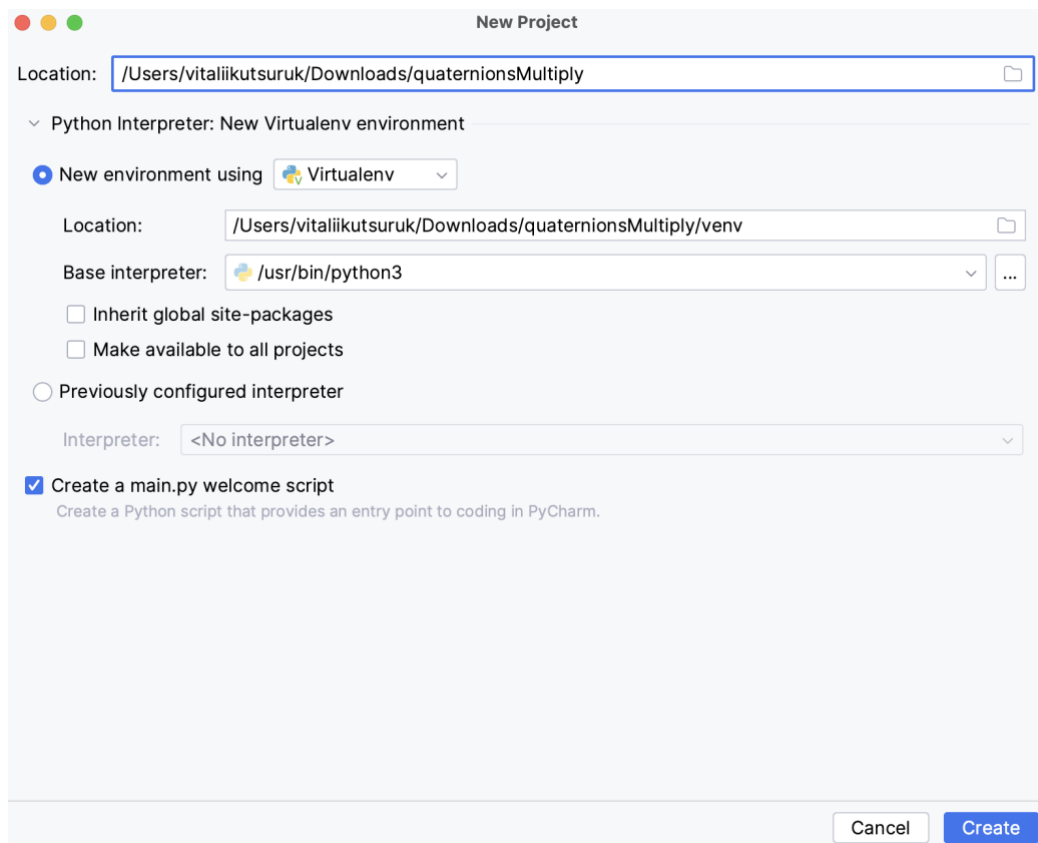 New Project
Location: /Users/vitaliikutsuruk/Downloads/quaternionsMultiply
Python Interpreter: New Virtualenv environment
New environment using Virtualenv
Location: /Users/vitaliikutsuruk/Downloads/quaternionsMultiply/venv
Base interpreter: /usr/bin/python3 ...
Inherit global site-packages
Make available to all projects
Previously configured interpreter
Interpreter: <No interpreter>
Create a main.py welcome script
Create a Python script that provides an entry point to coding in PyCharm.
Cancel Create